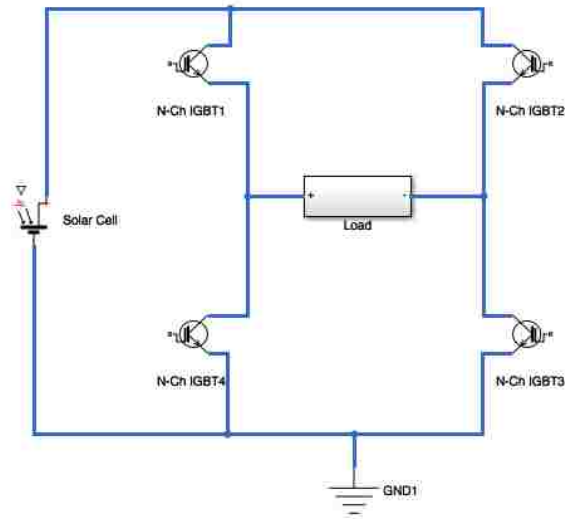 N-Ch IGBT1
N-Ch IGBT2
Solar Cell
+
-
Load
N-Ch IGBT4
N-Ch IGBT3
GND1